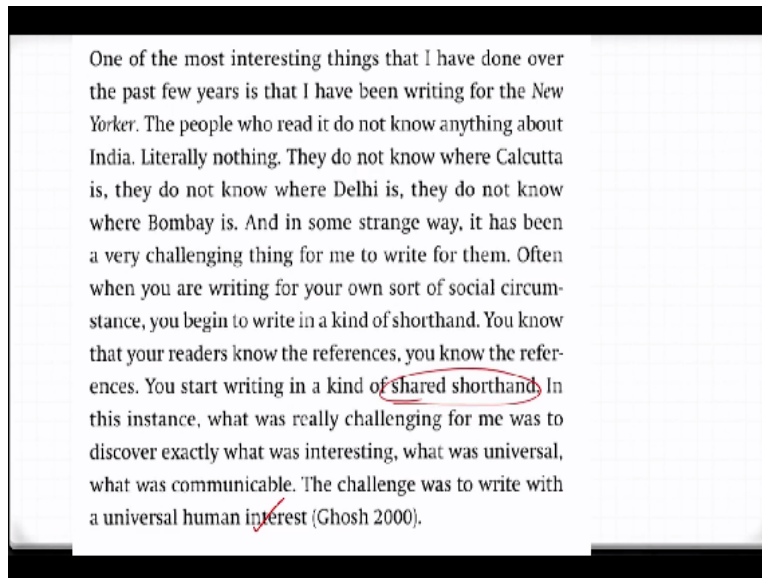 One of the most interesting things that I have done over
the past few years is that I have been writing for the New
Yorker. The people who read it do not know anything about
India. Literally nothing. They do not know where Calcutta
is, they do not know where Delhi is, they do not know
where Bombay is. And in some strange way, it has been
a very challenging thing for me to write for them. Often
when you are writing for your own sort of social circum-
stance, you begin to write in a kind of shorthand. You know
that your readers know the references, you know the refer-
ences. You start writing in a kind of shared shorthand. In
this instance, what was really challenging for me was to
discover exactly what was interesting, what was universal,
what was communicable. The challenge was to write with
a universal human interest (Ghosh 2000).